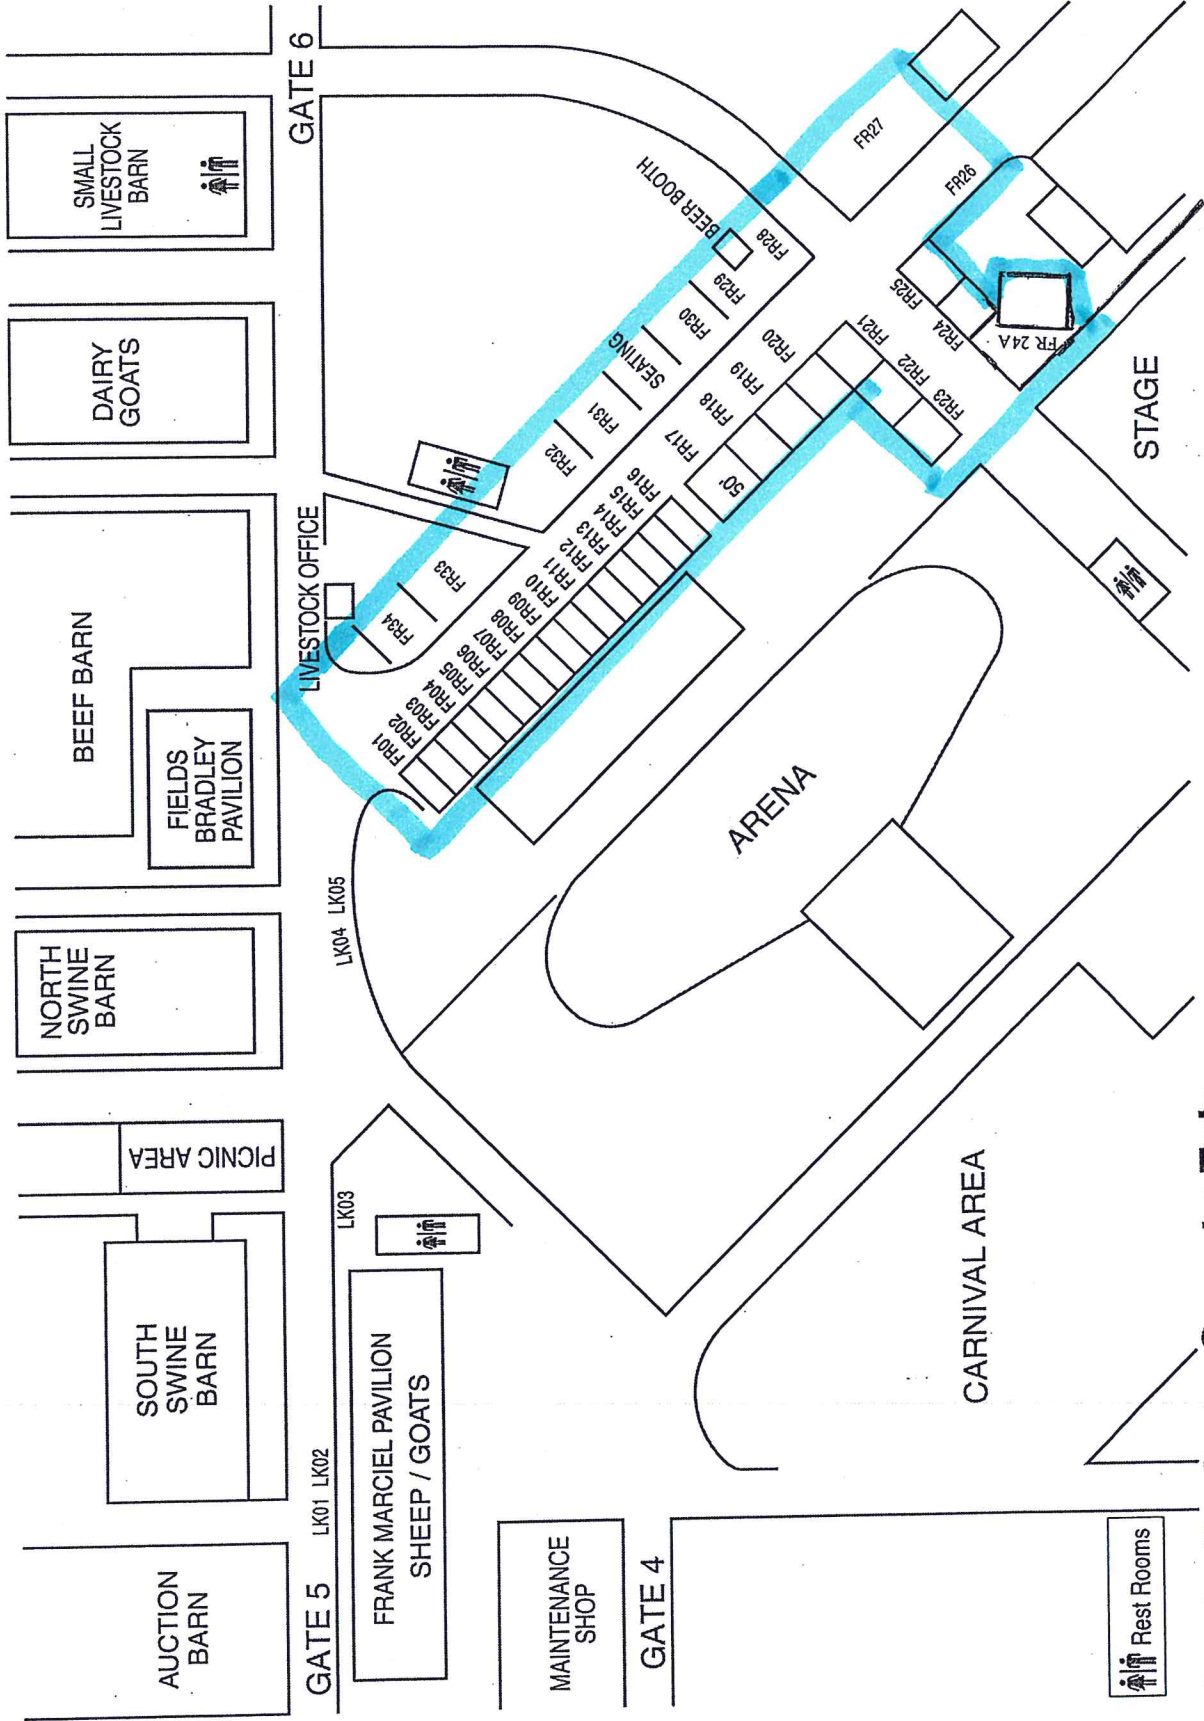 AUCTION
BARN
SOUTH
SWINE
BARN
PICNIC AREA
NORTH
SWINE
BARN
BEEF BARN
FIELDS
BRADLEY
PAVILION
DAIRY
GOATS
SMALL
LIVESTOCK
BARN
GATE 5
LK01 LK02
LK03
LK04 LK05
LIVESTOCK OFFICE
GATE 6
FRANK MARCIEL PAVILION
SHEEP / GOATS
MAINTENANCE
SHOP
GATE 4
FR01
FR02
FR03
FR04
FR05
FR06
FR07
FR08
FR09
FR10
FR11
FR12
FR13
FR14
FR15
FR16
FR17
FR18
FR19
FR20
50'
FR21
FR22
FR23
FR24
FR 24A
FR25
FR26
FR27
FR28
BEER BOOTH
FR29
FR30
SEATING
FR31
FR32
FR33
FR34
ARENA
CARNIVAL AREA
STAGE
Rest Rooms